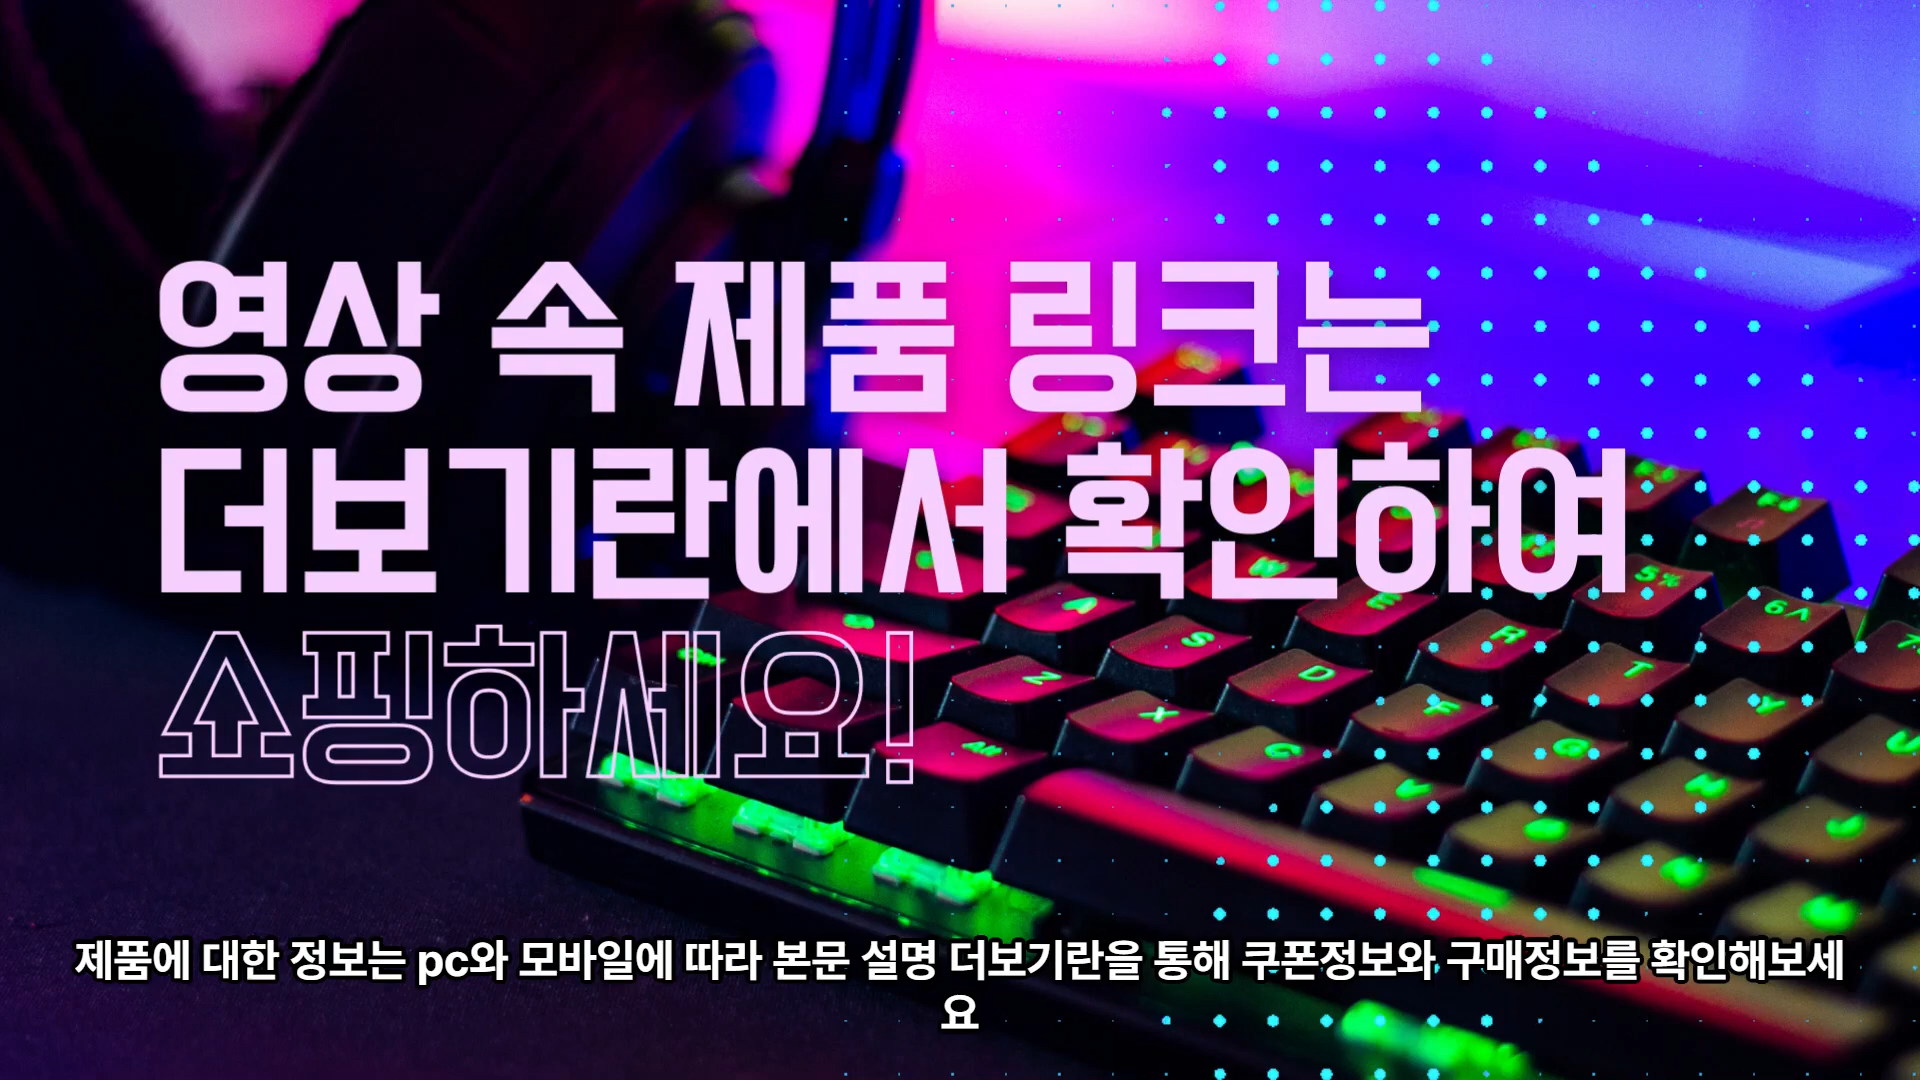 영상 속 제품 링크는
더보기란에서 확인하여
쇼핑하세요!
제품에 대한 정보는 pc와 모바일에 따라 본문 설명 더보기란을 통해 쿠폰정보와 구매정보를 확인해보세
요